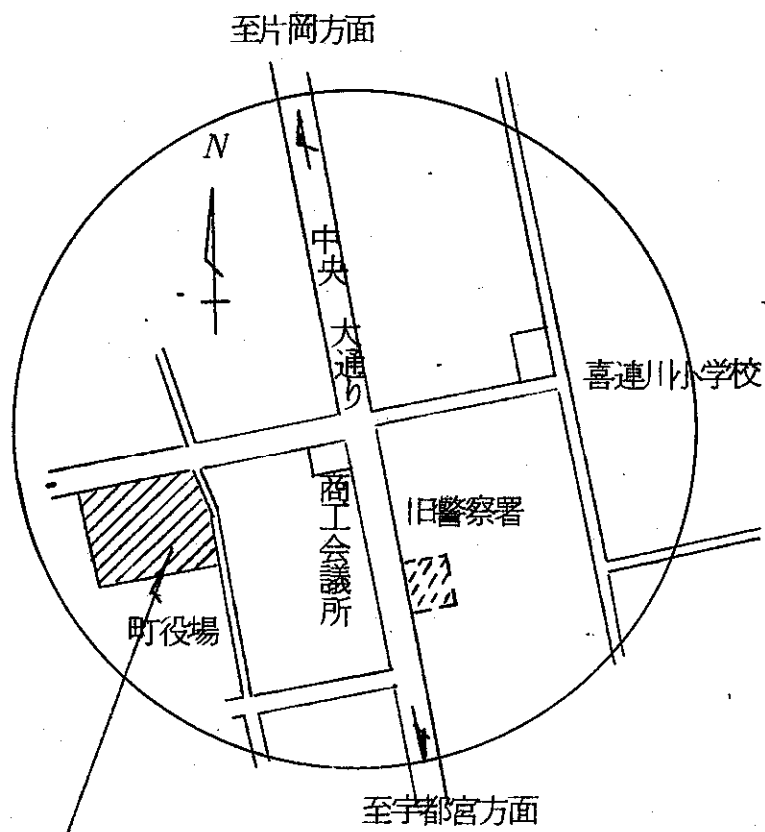 至片岡方面
N
中央大通り
喜連川小学校
旧警察署
商工会議所
町役場
至宇都宮方面